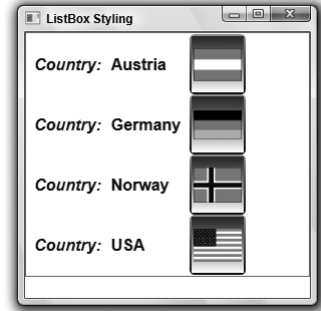 ListBox Styling
Country: Austria
Country: Germany
Country: Norway
Country: USA